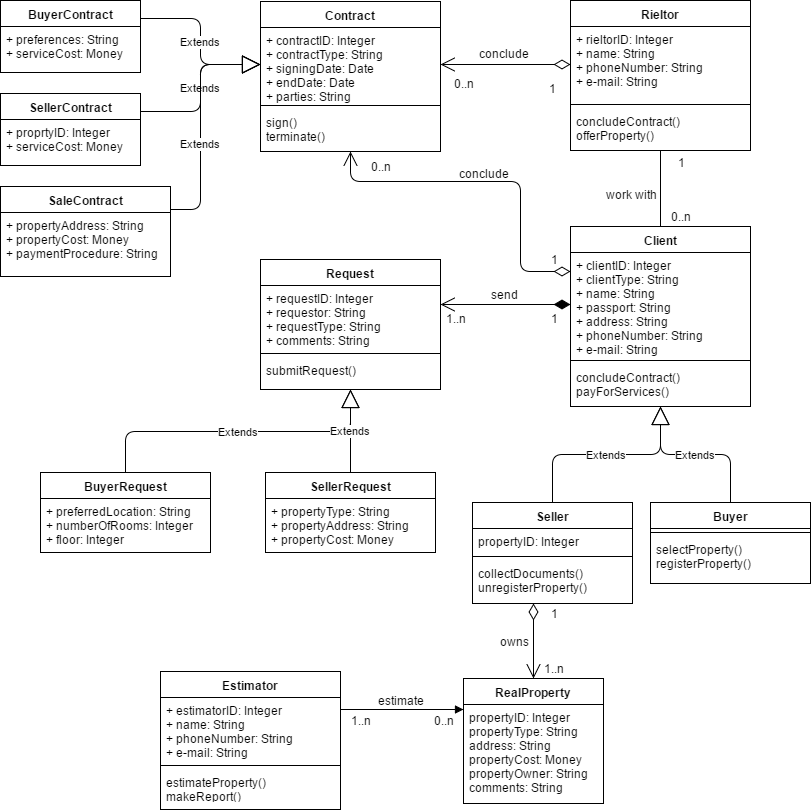 BuyerContract
+ preferences: String
+ serviceCost: Money
SellerContract
+ proprtyID: Integer
+ serviceCost: Money
SaleContract
+ propertyAddress: String
+ propertyCost: Money
+ paymentProcedure: String
Extends
Extends
Extends
Contract
+ contractID: Integer
+ contractType: String
+ signingDate: Date
+ endDate: Date
+ parties: String
sign()
terminate()
conclude
0..n
1
Rieltor
+ rieltorID: Integer
+ name: String
+ phoneNumber: String
+ e-mail: String
concludeContract()
offerProperty()
1
work with
0..n
0..n
conclude
1
Client
+ clientID: Integer
+ clientType: String
+ name: String
+ passport: String
+ address: String
+ phoneNumber: String
+ e-mail: String
concludeContract()
payForServices()
send
1..n
1
Request
+ requestID: Integer
+ requestor: String
+ requestType: String
+ comments: String
submitRequest()
Extends
Extends
BuyerRequest
+ preferredLocation: String
+ numberOfRooms: Integer
+ floor: Integer
SellerRequest
+ propertyType: String
+ propertyAddress: String
+ propertyCost: Money
Extends
Extends
Seller
propertyID: Integer
collectDocuments()
unregisterProperty()
Buyer
selectProperty()
registerProperty()
1
owns
1..n
Estimator
+ estimatorID: Integer
+ name: String
+ phoneNumber: String
+ e-mail: String
estimateProperty()
makeReport()
estimate
1..n
0..n
RealProperty
propertyID: Integer
propertyType: String
address: String
propertyCost: Money
propertyOwner: String
comments: String